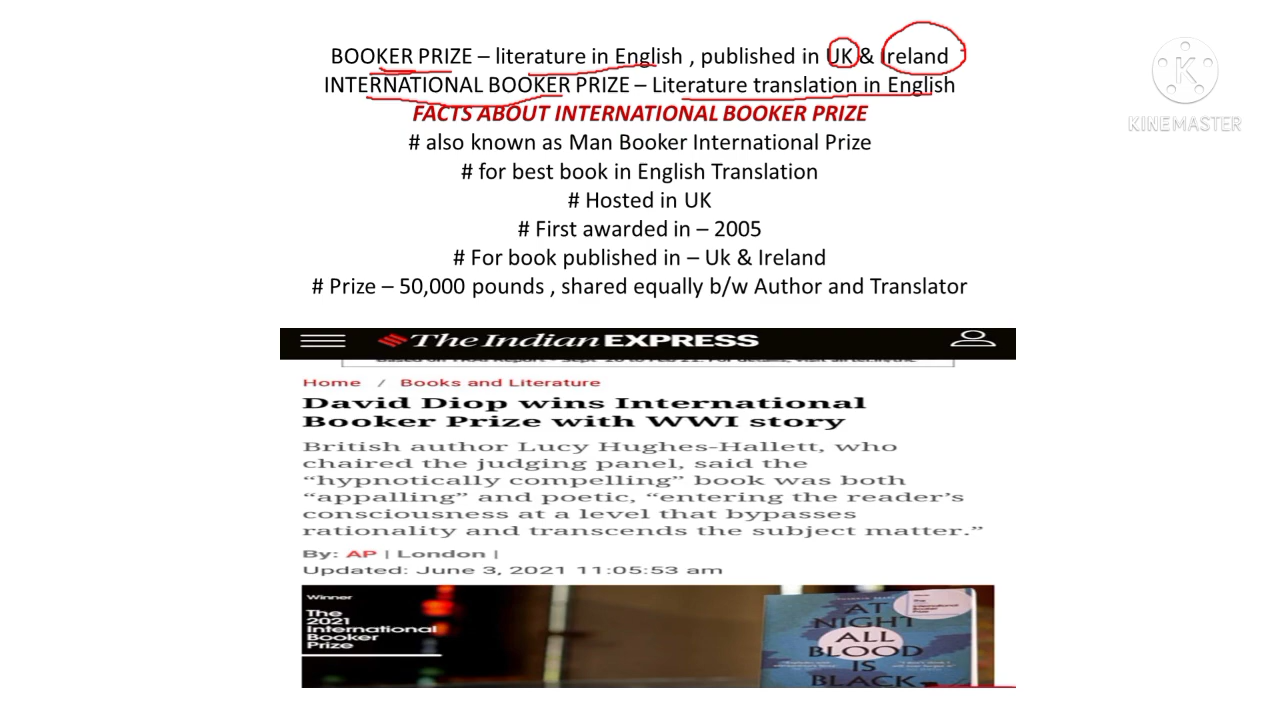 BOOKER PRIZE – literature in English , published in UK & Ireland
INTERNATIONAL BOOKER PRIZE – Literature translation in English
FACTS ABOUT INTERNATIONAL BOOKER PRIZE
# also known as Man Booker International Prize
# for best book in English Translation
# Hosted in UK
# First awarded in – 2005
# For book published in – Uk & Ireland
# Prize – 50,000 pounds , shared equally b/w Author and Translator
KINEMASTER
The Indian EXPRESS
Home / Books and Literature
David Diop wins International
Booker Prize with WWI story
British author Lucy Hughes-Hallett, who
chaired the judging panel, said the
“hypnotically compelling” book was both
“appalling” and poetic, “entering the reader’s
consciousness at a level that bypasses
rationality and transcends the subject matter.”
By: AP | London |
Updated: June 3, 2021 11:05:53 am
Winner
The
2021
International
Booker
Prize
AT
NIGHT
ALL
BLOOD
IS
BLACK